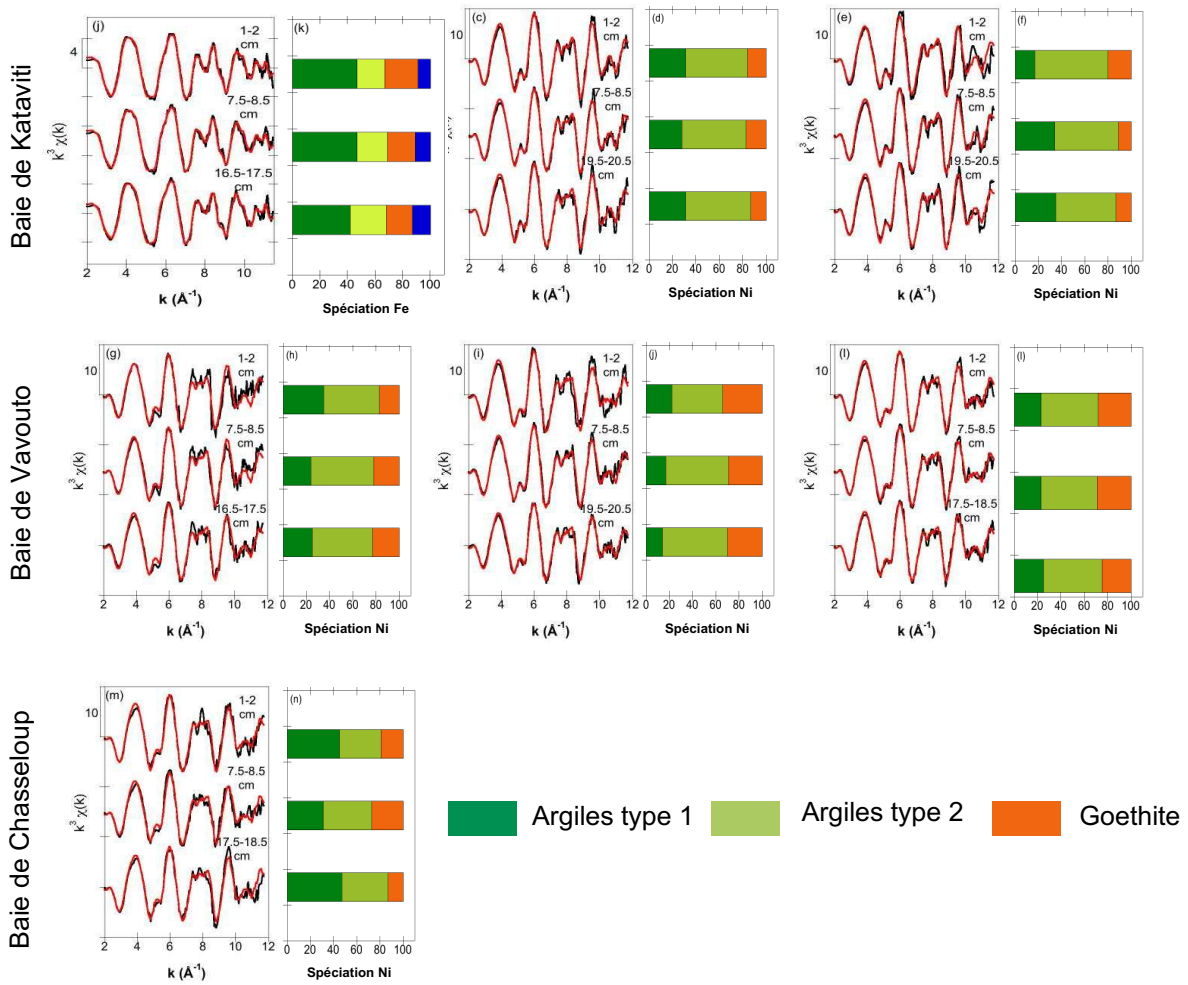 Baie de Kataviti
(j)
1-2
cm
7.5-8.5
cm
16.5-17.5
cm
4
k³ χ(k)
2 4 6 8 10
k (Å⁻¹)
(k)
0 20 40 60 80 100
Spéciation Fe
(c)
1-2
cm
7.5-8.5
cm
19.5-20.5
cm
10
2 4 6 8 10 12
k (Å⁻¹)
(d)
0 20 40 60 80 100
Spéciation Ni
(e)
1-2
cm
7.5-8.5
cm
19.5-20.5
cm
10
k³ χ(k)
2 4 6 8 10 12
k (Å⁻¹)
(f)
0 20 40 60 80 100
Spéciation Ni
Baie de Vavouto
(g)
1-2
cm
7.5-8.5
cm
16.5-17.5
cm
10
k³ χ(k)
2 4 6 8 10 12
k (Å⁻¹)
(h)
0 20 40 60 80 100
Spéciation Ni
(i)
1-2
cm
7.5-8.5
cm
19.5-20.5
cm
10
k³ χ(k)
2 4 6 8 10 12
k (Å⁻¹)
(j)
0 20 40 60 80 100
Spéciation Ni
(l)
1-2
cm
7.5-8.5
cm
17.5-18.5
cm
10
k³ χ(k)
2 4 6 8 10 12
k (Å⁻¹)
(l)
0 20 40 60 80 100
Spéciation Ni
Baie de Chasseloup
(m)
1-2
cm
7.5-8.5
cm
17.5-18.5
cm
10
k³ χ(k)
2 4 6 8 10 12
k (Å⁻¹)
(n)
0 20 40 60 80 100
Spéciation Ni
Argiles type 1
Argiles type 2
Goethite